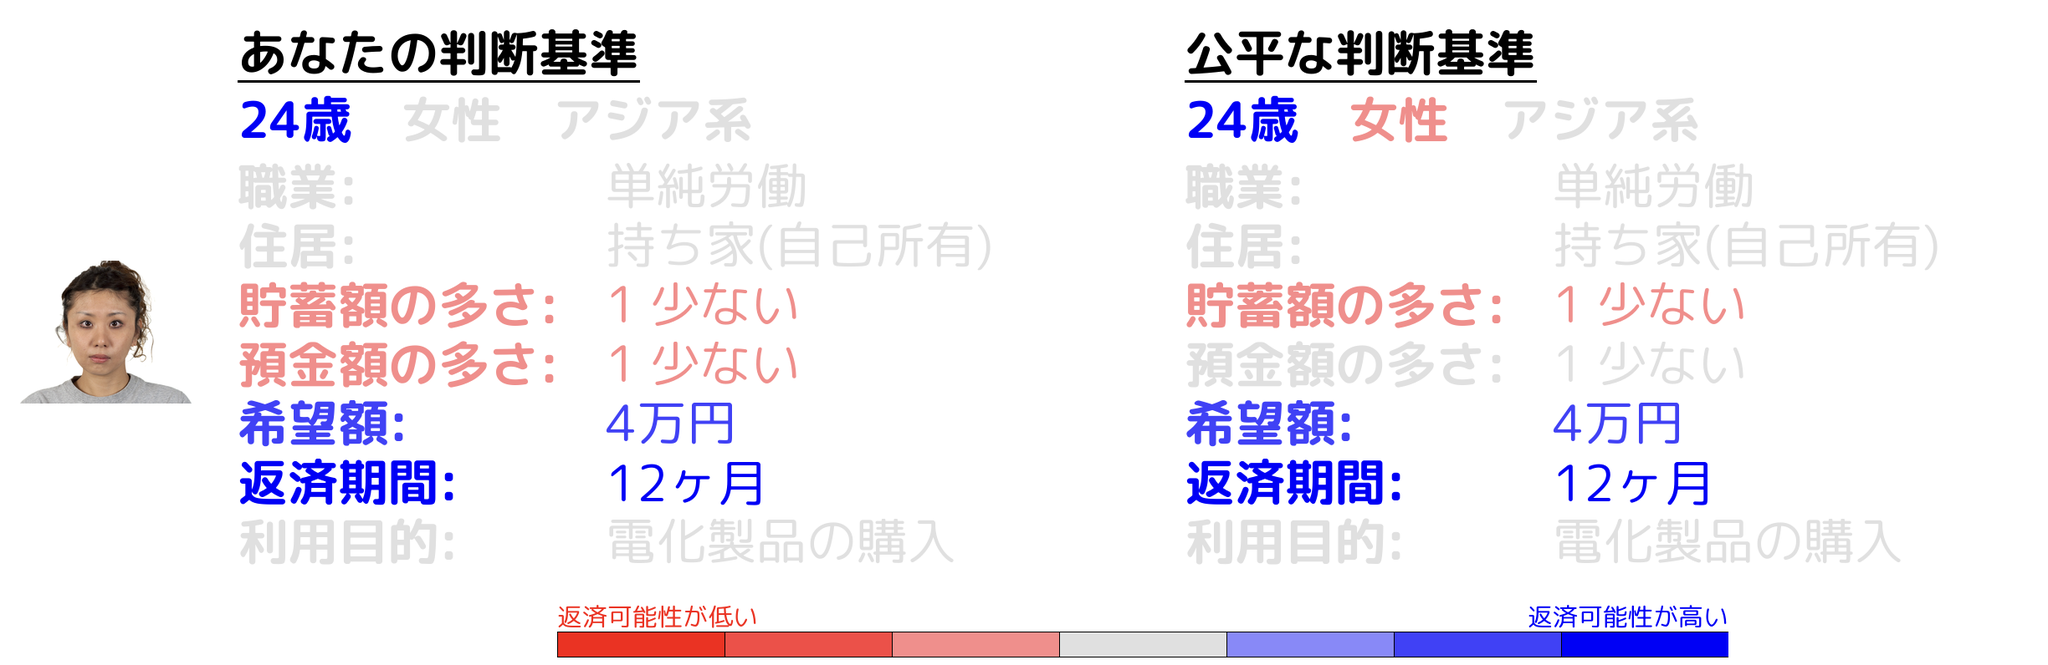 あなたの判断基準
24歳 女性 アジア系
職業: 単純労働
住居: 持ち家(自己所有)
貯蓄額の多さ: 1 少ない
預金額の多さ: 1 少ない
希望額: 4万円
返済期間: 12ヶ月
利用目的: 電化製品の購入
公平な判断基準
24歳 女性 アジア系
職業: 単純労働
住居: 持ち家(自己所有)
貯蓄額の多さ: 1 少ない
預金額の多さ: 1 少ない
希望額: 4万円
返済期間: 12ヶ月
利用目的: 電化製品の購入
返済可能性が低い
返済可能性が高い